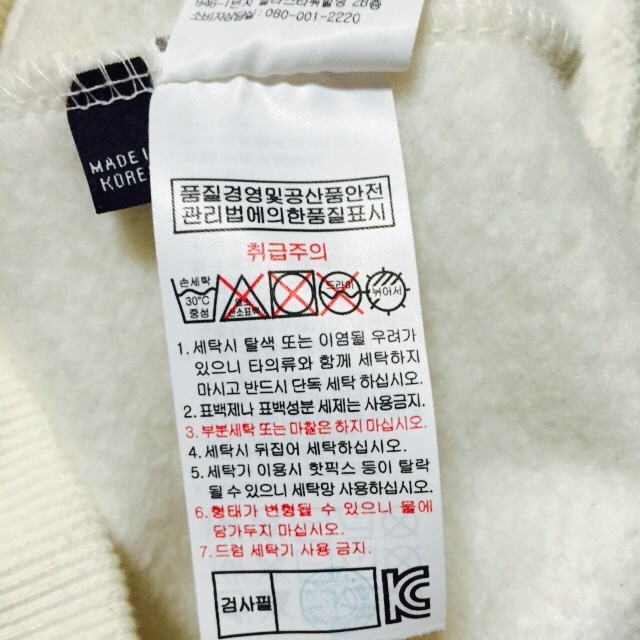 소비자상담실 : 080-001-2220
MADE I
KORE
품질경영및공산품안전
관리법에의한품질표시
취급주의
손세탁
30°C
중성
드라이
뉘어서
1. 세탁시 탈색 또는 이염될 우려가
있으니 타의류와 함께 세탁하지
마시고 반드시 단독 세탁 하십시오.
2. 표백제나 표백성분 세제는 사용금지.
3. 부분세탁 또는 마찰은 하지 마십시오.
4. 세탁시 뒤집어 세탁하십시오.
5. 세탁기 이용시 핫픽스 등이 탈락
될 수 있으니 세탁망 사용하십시오.
6. 형태가 변형될 수 있으니 물에
담가두지 마십시오.
7. 드럼 세탁기 사용 금지.
검사필
KC